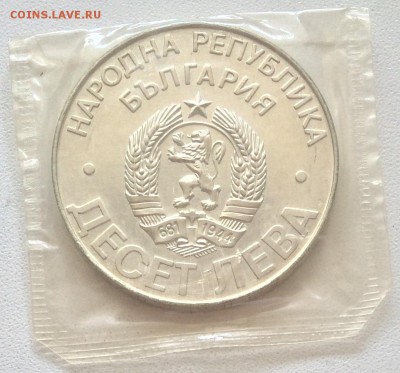 COINS.LAVE.RU
НАРОДНА РЕПУБЛИКА
БЪЛГАРИЯ
681 1944
ДЕСЕТ ЛЕВА